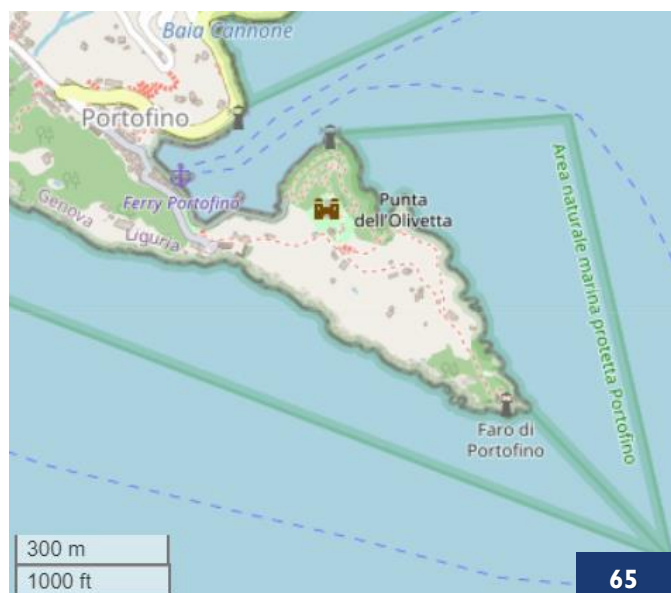 Baia Cannone
94
Portofino
Ferry Portofino
Punta
dell'Olivetta
Genova
Liguria
Area naturale marina protetta Portofino
Faro di
Portofino
300 m
1000 ft
65